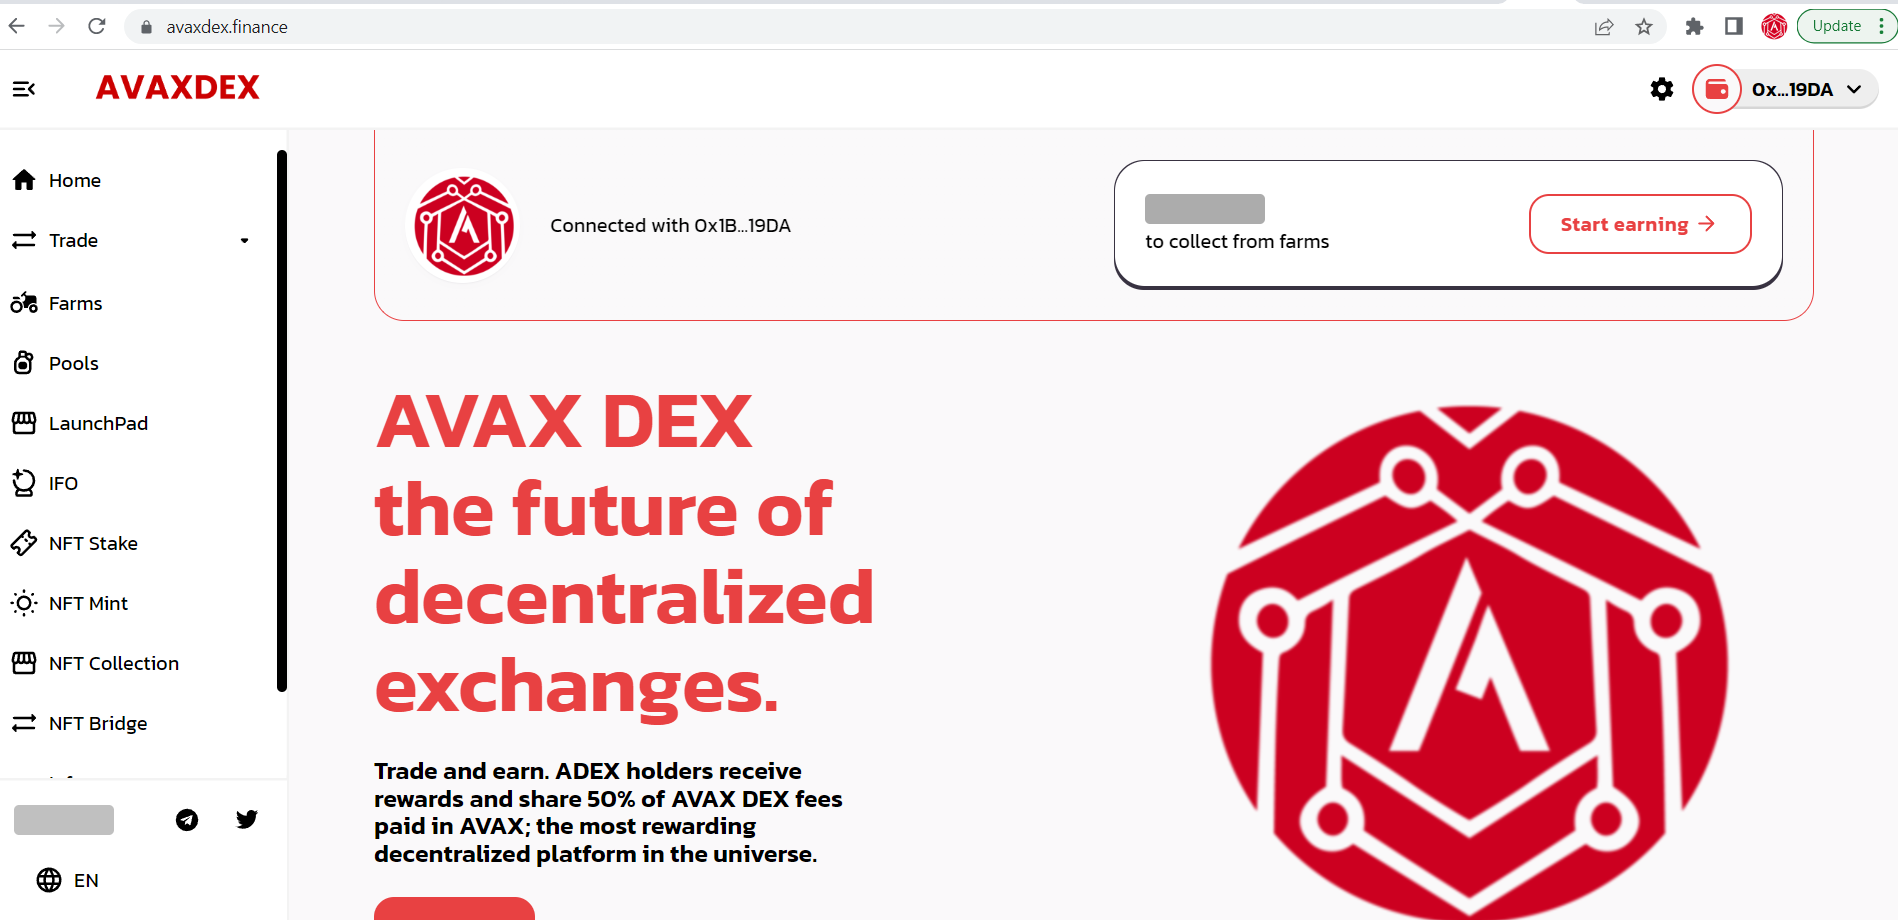 avaxdex.finance
Update
AVAXDEX
0x...19DA
Home
Trade
Farms
Pools
LaunchPad
IFO
NFT Stake
NFT Mint
NFT Collection
NFT Bridge
EN
Connected with 0x1B...19DA
to collect from farms
Start earning
AVAX DEX
the future of
decentralized
exchanges.
Trade and earn. ADEX holders receive
rewards and share 50% of AVAX DEX fees
paid in AVAX; the most rewarding
decentralized platform in the universe.